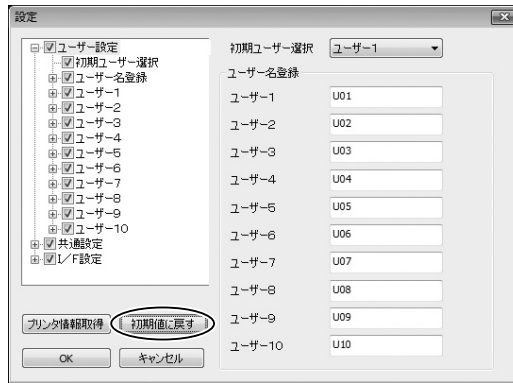 設定
ユーザー設定
初期ユーザー選択
ユーザー名登録
ユーザー1
ユーザー2
ユーザー3
ユーザー4
ユーザー5
ユーザー6
ユーザー7
ユーザー8
ユーザー9
ユーザー10
共通設定
I/F設定
プリンタ情報取得 初期値に戻す
OK キャンセル
初期ユーザー選択 ユーザー1
ユーザー名登録
ユーザー1 U01
ユーザー2 U02
ユーザー3 U03
ユーザー4 U04
ユーザー5 U05
ユーザー6 U06
ユーザー7 U07
ユーザー8 U08
ユーザー9 U09
ユーザー10 U10